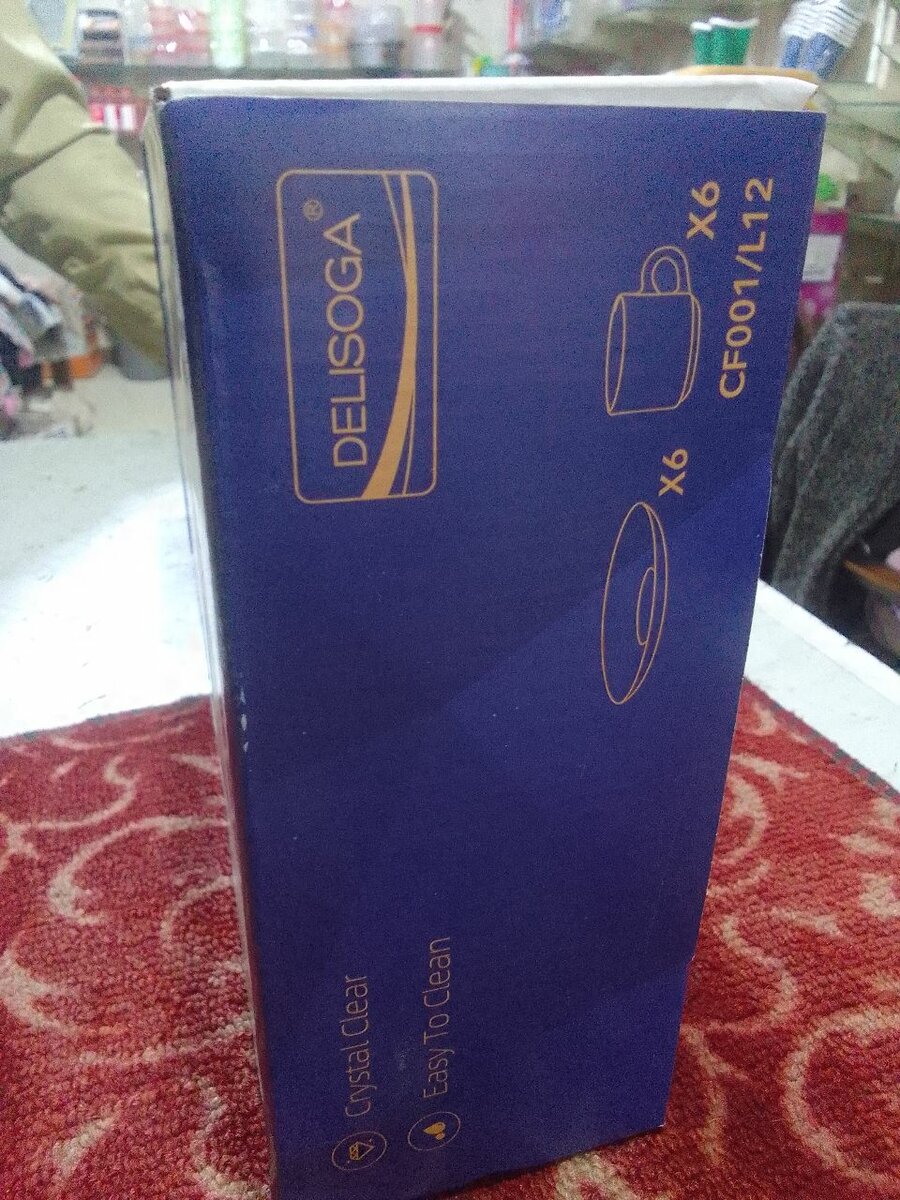 DELISOGA®
X6
X6
CF001/L12
Crystal Clear
Easy To Clean